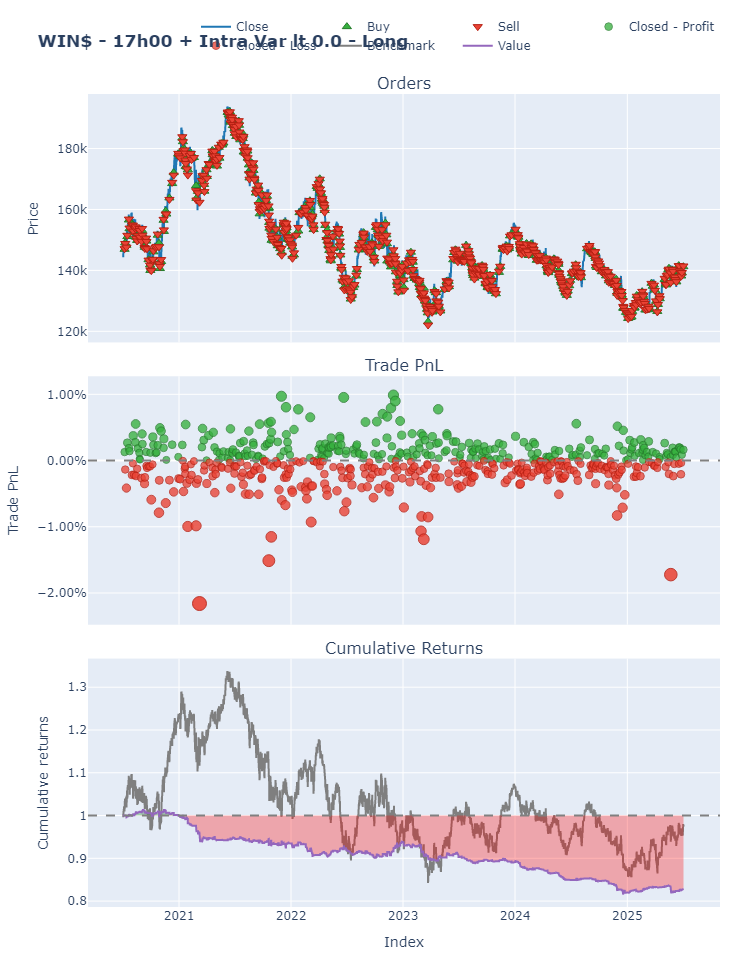 Close Buy Sell Closed - Profit
WIN$ - 17h00 + Intra Var lt 0.0 - Long
Closed - Loss Benchmark Value
Orders
180k
160k
140k
120k
Price
Trade PnL
1.00%
0.00%
−1.00%
−2.00%
Trade PnL
Cumulative Returns
1.3
1.2
1.1
1
0.9
0.8
Cumulative returns
2021 2022 2023 2024 2025
Index